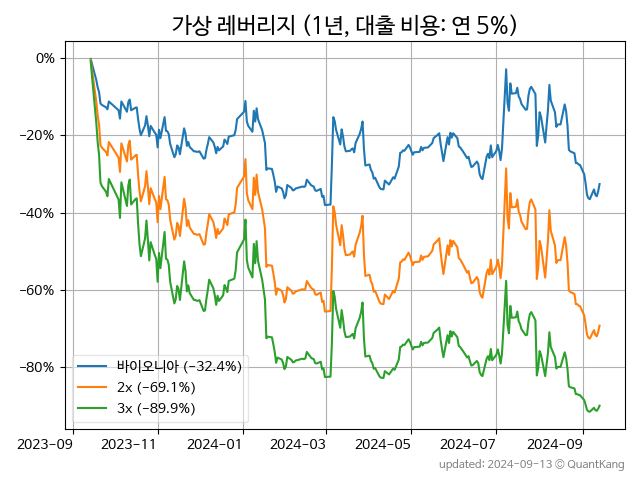 가상 레버리지 (1년, 대출 비용: 연 5%)
0%
−20%
−40%
−60%
−80%
바이오니아 (−32.4%)
2x (−69.1%)
3x (−89.9%)
2023-09 2023-11 2024-01 2024-03 2024-05 2024-07 2024-09
updated: 2024-09-13 © QuantKang